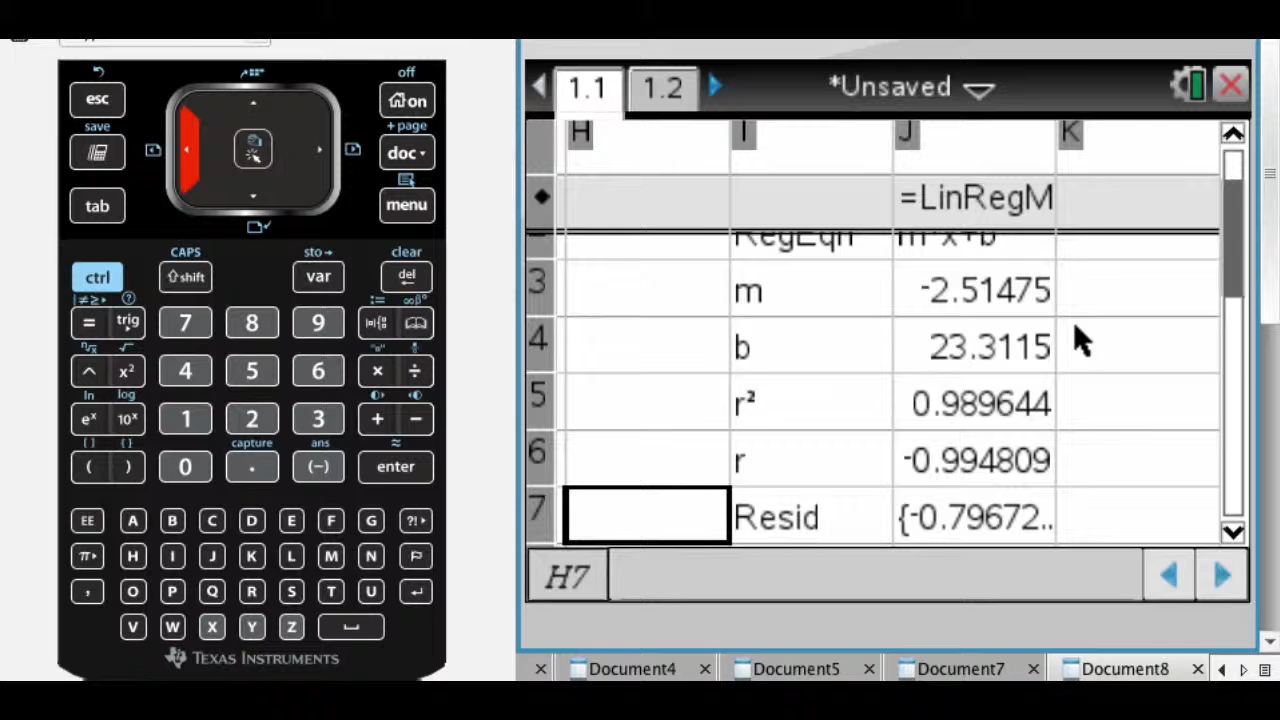 off
esc
on
save
+ page
doc
tab
menu
CAPS
sto→
clear
ctrl
⇧shift
var
del
←
|≠≥▸
?
:=
∞β°
=
trig
7
8
9
ⁿ√x
√
"∘"
^
x²
4
5
6
×
÷
ln
log
eˣ
10ˣ
1
2
3
+
−
[ ]
{ }
capture
ans
≈
(
)
0
.
(−)
enter
EE
A
B
C
D
E
F
G
?!▸
π▸
H
I
J
K
L
M
N
,
O
P
Q
R
S
T
U
↵
V
W
X
Y
Z
TEXAS INSTRUMENTS
1.1
1.2
*Unsaved
H I J K
=LinRegM
RegEqn m*x+b
3 m -2.51475
4 b 23.3115
5 r² 0.989644
6 r -0.994809
7 Resid {-0.79672..
H7
Document4
Document5
Document7
Document8